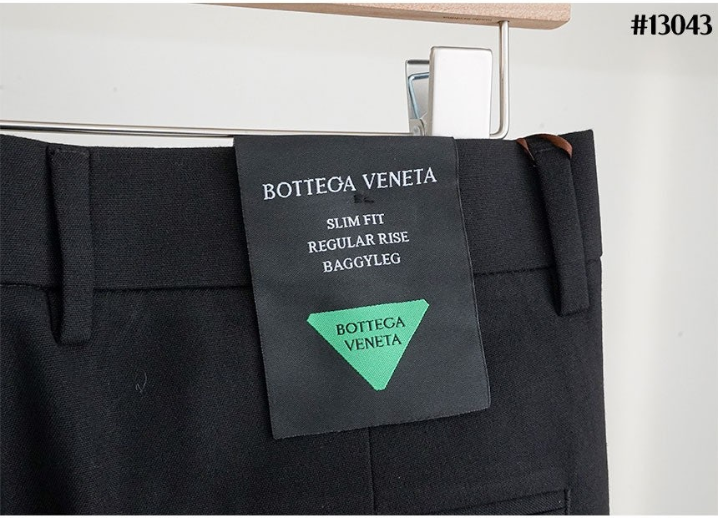 #13043
BOTTEGA VENETA
SLIM FIT
REGULAR RISE
BAGGYLEG
BOTTEGA
VENETA